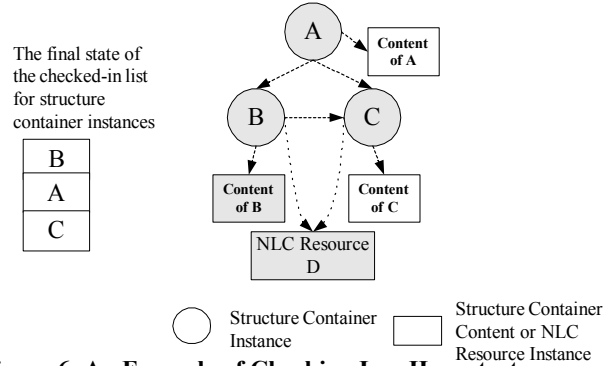 The final state of
the checked-in list
for structure
container instances
B
A
C
A
Content
of A
B
C
Content
of B
Content
of C
NLC Resource
D
Structure Container
Instance
Structure Container
Content or NLC
Resource Instance